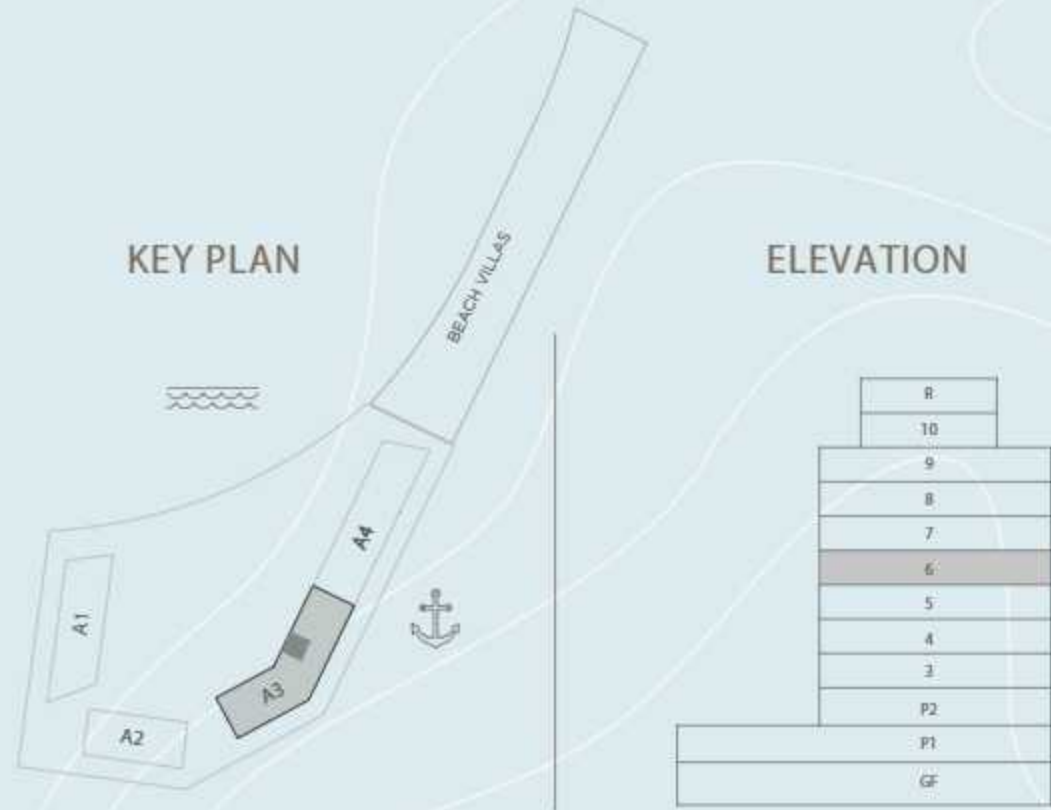 KEY PLAN
BEACH VILLAS
A4
A1
A3
A2
ELEVATION
R
10
9
8
7
6
5
4
3
P2
P1
GF